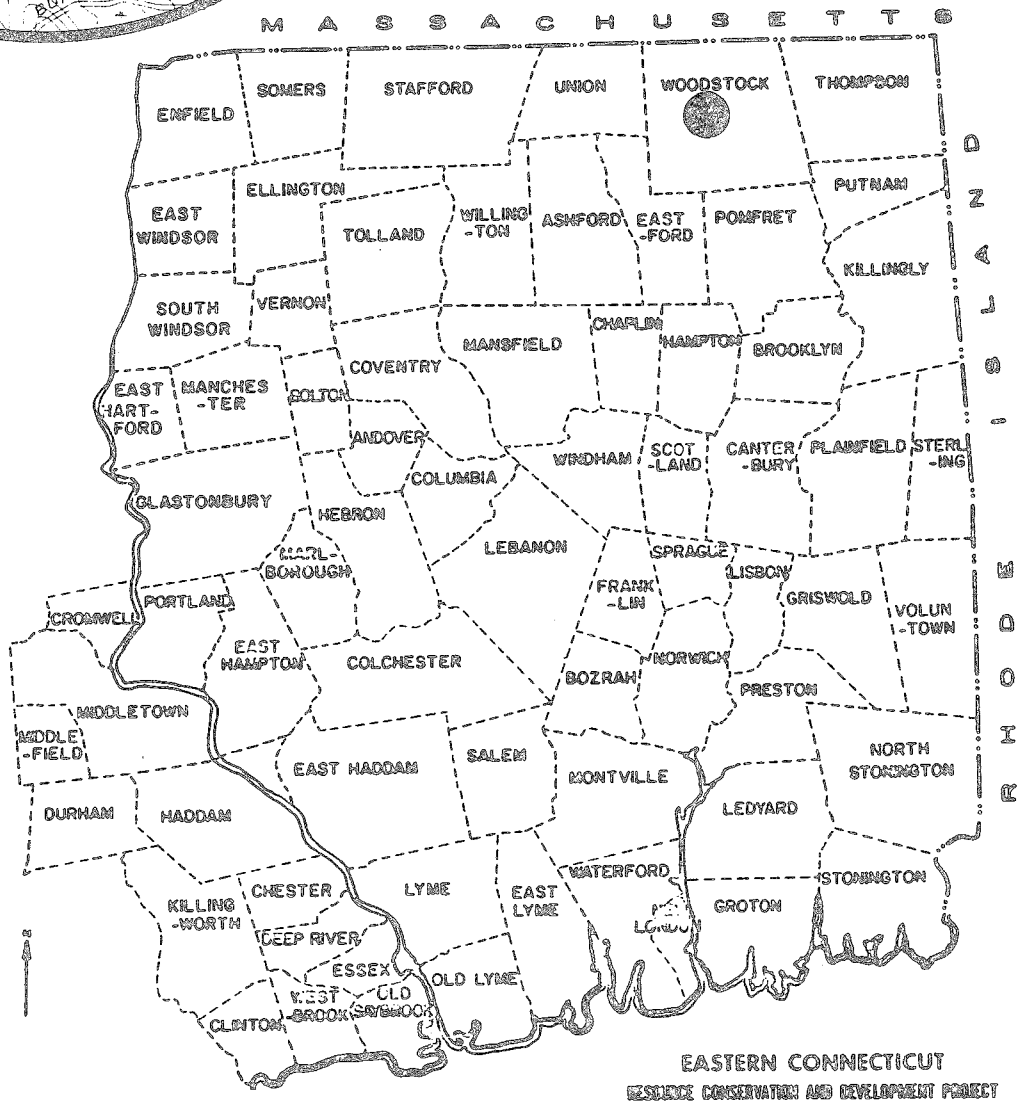 MASSACHUSETTS
ENFIELD
SOMERS
STAFFORD
UNION
WOODSTOCK
THOMPSON
EAST
WINDSOR
ELLINGTON
TOLLAND
WILLING
-TON
ASHFORD
EAST
-FORD
POMFRET
PUTNAM
KILLINGLY
SOUTH
WINDSOR
VERNON
COVENTRY
MANSFIELD
CHAPLIN
HAMPTON
BROOKLYN
EAST
HART-
FORD
MANCHES
-TER
BOLTON
ANDOVER
COLUMBIA
WINDHAM
SCOT
-LAND
CANTER
-BURY
PLAINFIELD
STERL
-ING
GLASTONBURY
HEBRON
MARL-
BOROUGH
LEBANON
SPRAGUE
FRANK
-LIN
LISBON
GRISWOLD
VOLUN
-TOWN
RHODE ISLAND
CROMWELL
PORTLAND
EAST
HAMPTON
COLCHESTER
BOZRAH
NORWICH
PRESTON
MIDDLETOWN
MIDDLE
-FIELD
EAST HADDAM
SALEM
MONTVILLE
NORTH
STONINGTON
LEDYARD
DURHAM
HADDAM
KILLING
-WORTH
CHESTER
LYME
EAST
LYME
WATERFORD
NEW
LONDON
GROTON
STONINGTON
DEEP RIVER
ESSEX
OLD LYME
CLINTON
WEST
-BROOK
OLD
SAYBROOK
N
EASTERN CONNECTICUT
RESOURCE CONSERVATION AND DEVELOPMENT PROJECT